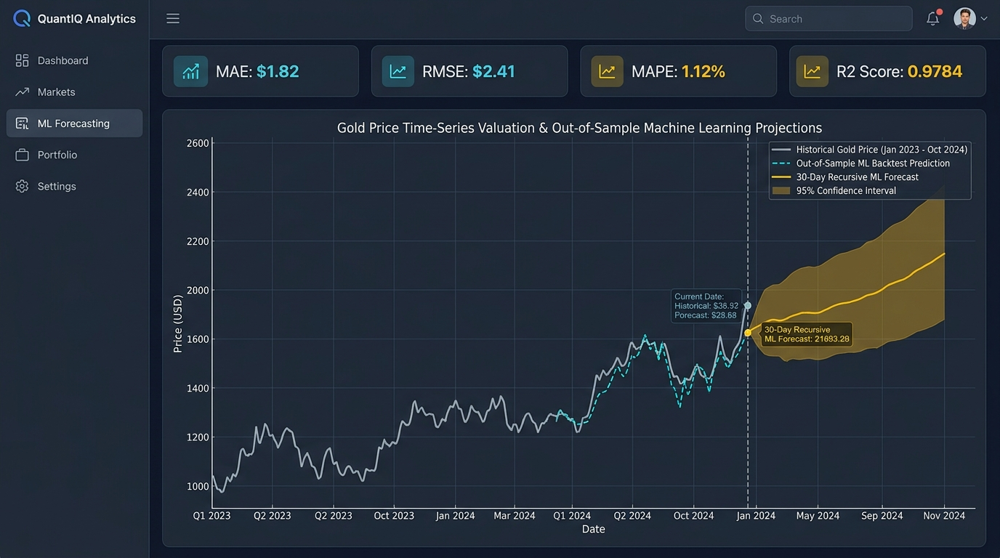 QuantIQ Analytics
Search
Dashboard
Markets
ML Forecasting
Portfolio
Settings
MAE: $1.82
RMSE: $2.41
MAPE: 1.12%
R2 Score: 0.9784
Gold Price Time-Series Valuation & Out-of-Sample Machine Learning Projections
Historical Gold Price (Jan 2023 - Oct 2024)
Out-of-Sample ML Backtest Prediction
30-Day Recursive ML Forecast
95% Confidence Interval
Price (USD)
2600
2400
2200
2000
1600
1400
1200
1000
Current Date:
Historical: $38.92
Porecast: $28.68
30-Day Recursive
ML Forecast: 21693.28
Q1 2023
Q2 2023
Q2 2023
Oct 2023
Jan 2024
Mar 2024
Q1 2024
Q2 2024
Oct 2024
Jan 2024
May 2024
Sep 2024
Nov 2024
Date